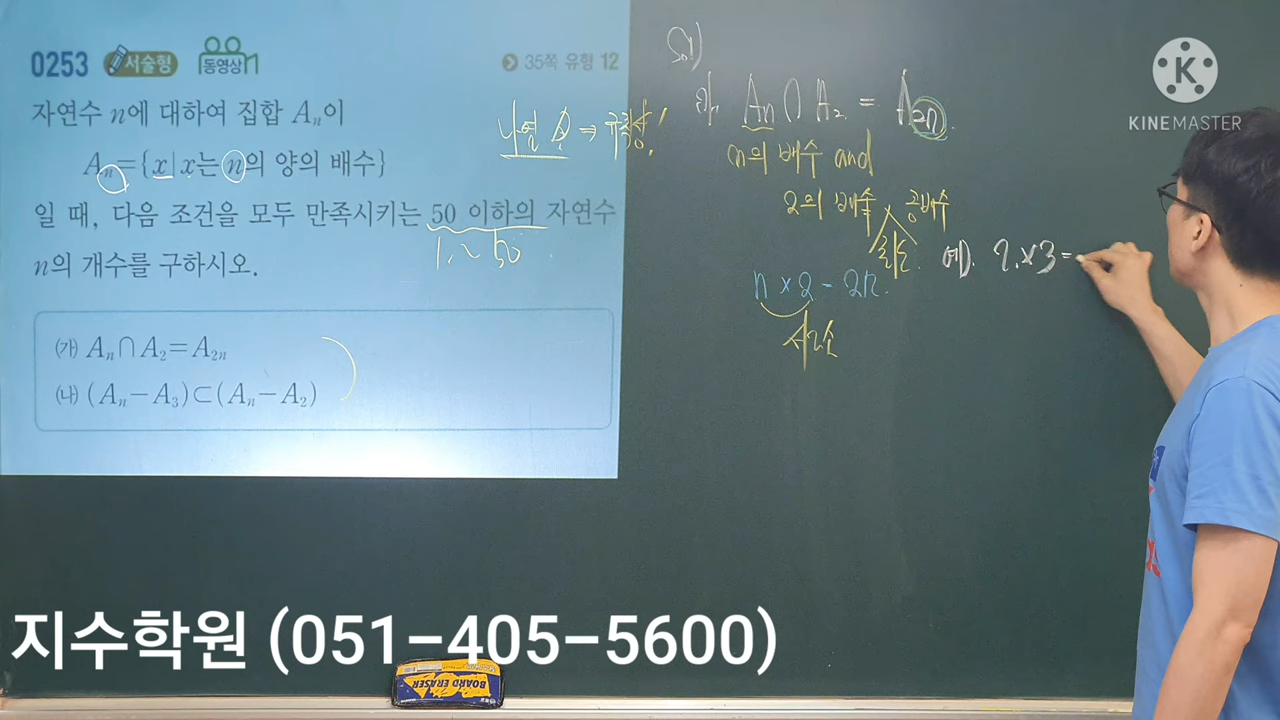 0253 서술형 동영상 35쪽 유형 12
자연수 n에 대하여 집합 Aₙ이
Aₙ={x|x는 n의 양의 배수}
일 때, 다음 조건을 모두 만족시키는 50 이하의 자연수
1, ~ 50
n의 개수를 구하시오.
(가) Aₙ∩A₂=A₂ₙ
(나) (Aₙ-A₃)⊂(Aₙ-A₂)
나열 ⇒ 규칙성!
Sol)
가, Aₙ∩A₂=A₂ₙ.
n의 배수 and
2의 배수 공배수
n×2=2n.
서로소
예). 2×3=
KINEMASTER
지수학원 (051-405-5600)
BOARD ERASER